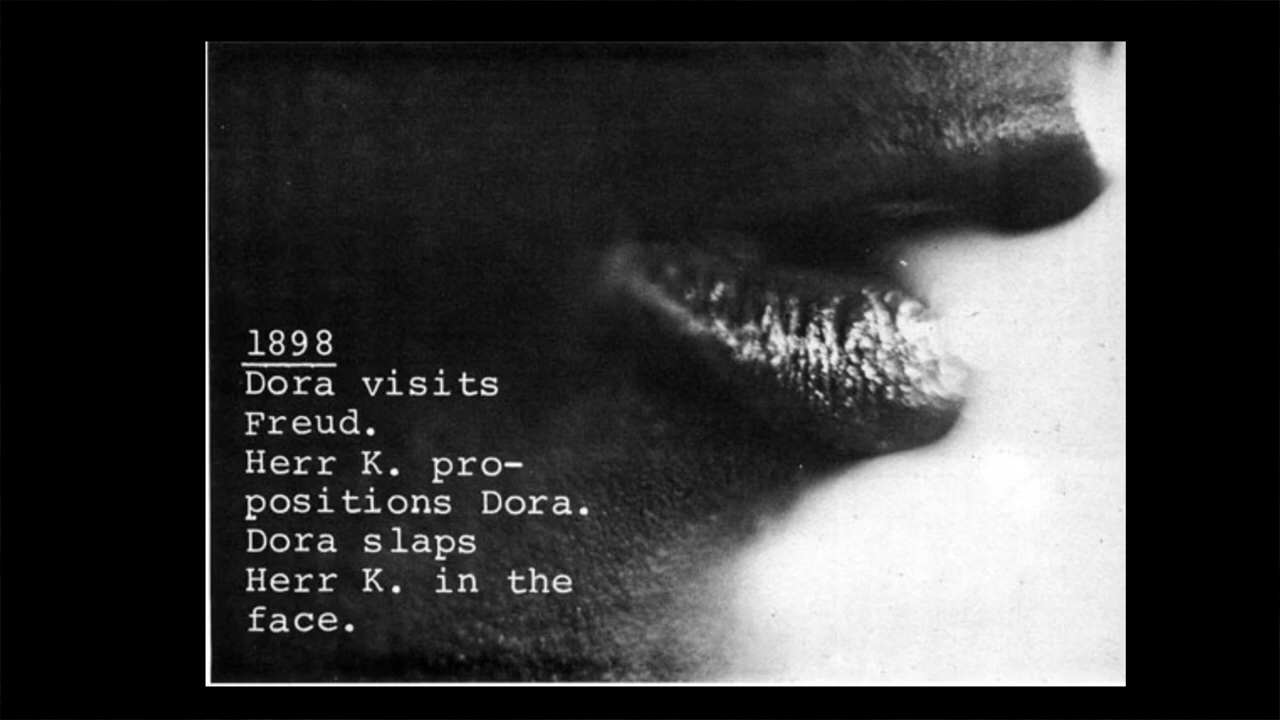 1898
Dora visits
Freud.
Herr K. pro-
positions Dora.
Dora slaps
Herr K. in the
face.